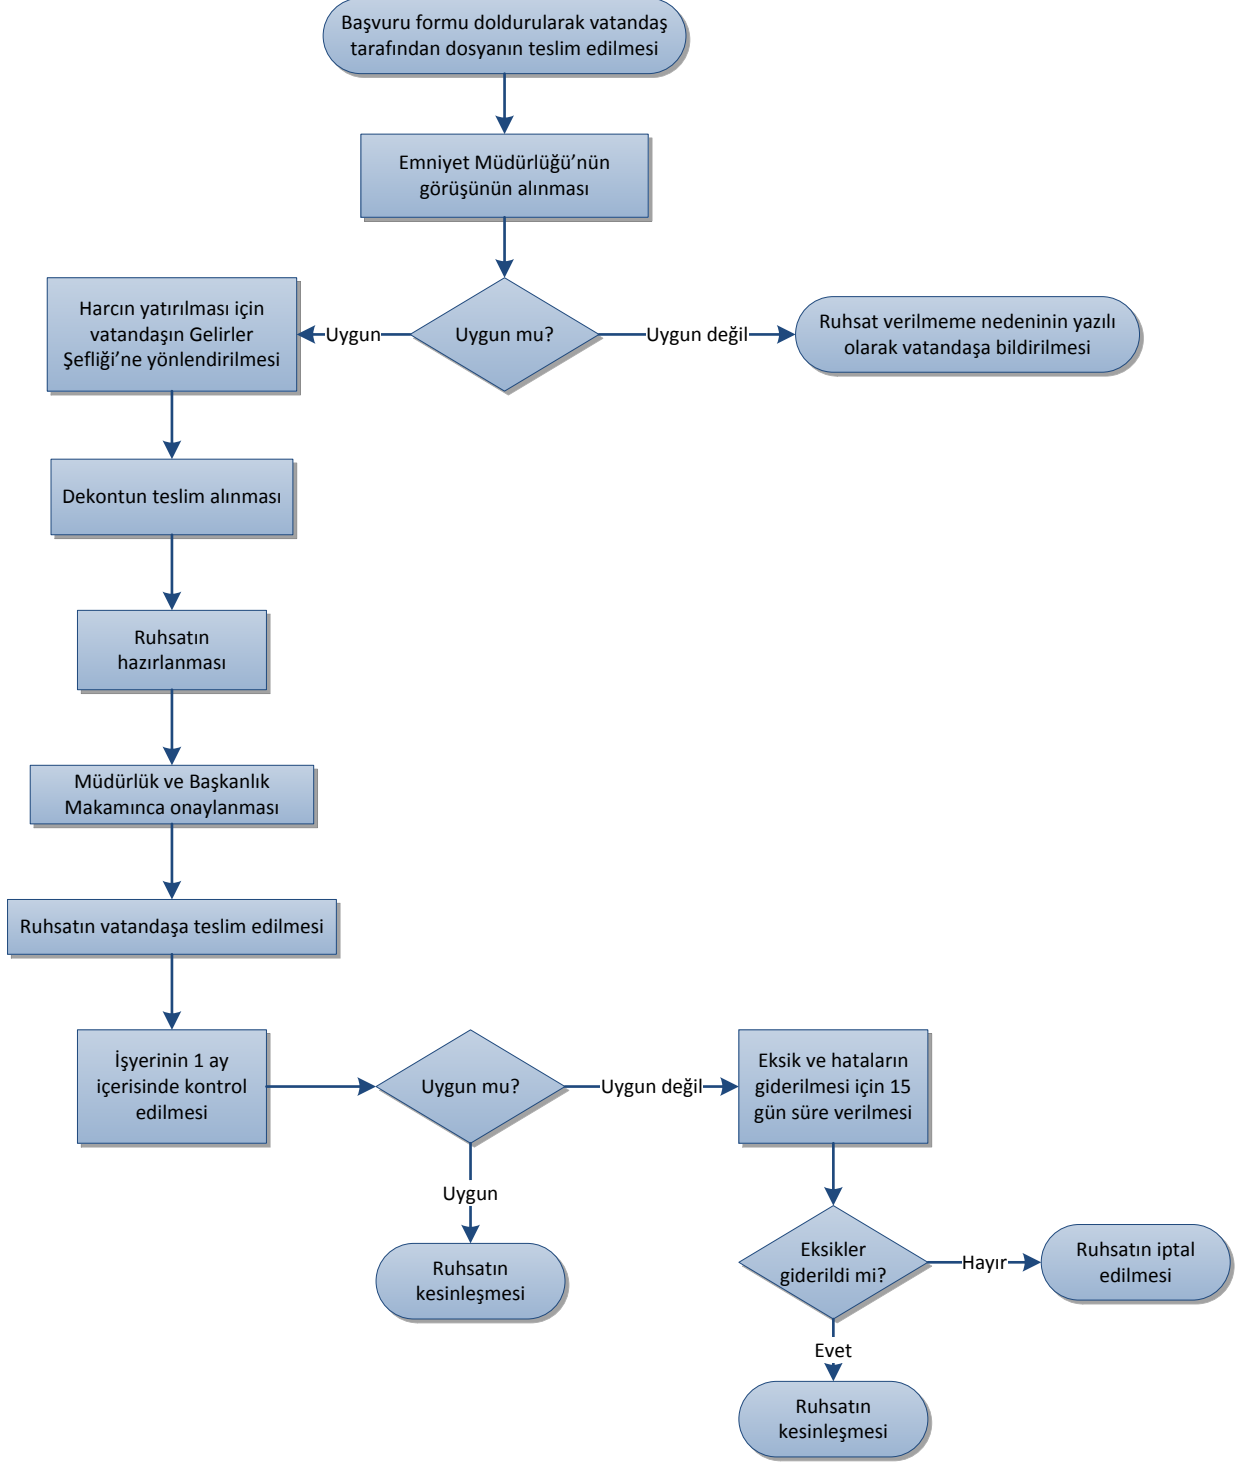 Başvuru formu doldurularak vatandaş
tarafından dosyanın teslim edilmesi
Emniyet Müdürlüğü’nün
görüşünün alınması
Harcın yatırılması için
vatandaşın Gelirler
Şefliği’ne yönlendirilmesi
Uygun
Uygun mu?
Uygun değil
Ruhsat verilmeme nedeninin yazılı
olarak vatandaşa bildirilmesi
Dekontun teslim alınması
Ruhsatın
hazırlanması
Müdürlük ve Başkanlık
Makamınca onaylanması
Ruhsatın vatandaşa teslim edilmesi
İşyerinin 1 ay
içerisinde kontrol
edilmesi
Uygun mu?
Uygun değil
Eksik ve hataların
giderilmesi için 15
gün süre verilmesi
Uygun
Ruhsatın
kesinleşmesi
Eksikler
giderildi mi?
Hayır
Ruhsatın iptal
edilmesi
Evet
Ruhsatın
kesinleşmesi